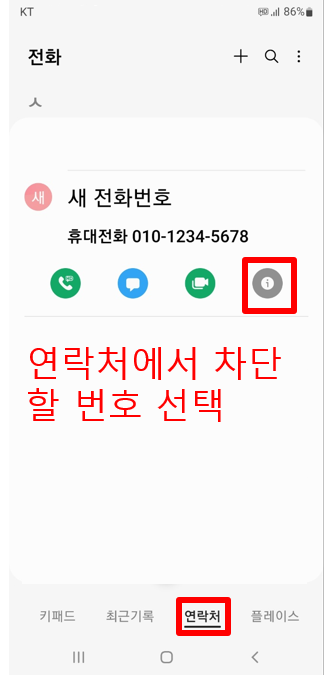 KT 86%
전화
ㅅ
새 새 전화번호
휴대전화 010-1234-5678
연락처에서 차단
할 번호 선택
키패드 최근기록 연락처 플레이스